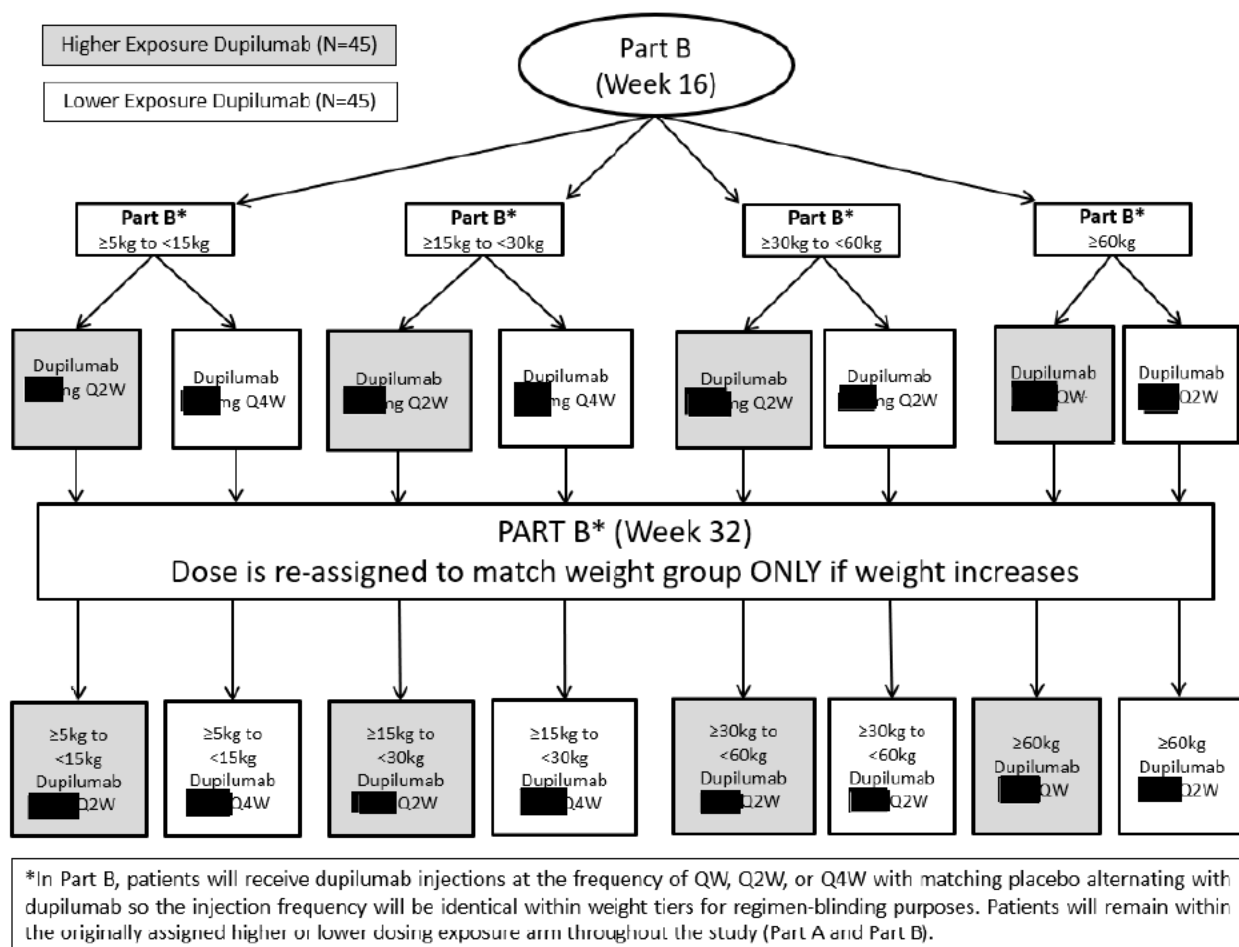 Higher Exposure Dupilumab (N=45)
Lower Exposure Dupilumab (N=45)
Part B
(Week 16)
Part B*
≥5kg to <15kg
Part B*
≥15kg to <30kg
Part B*
≥30kg to <60kg
Part B*
≥60kg
Dupilumab
mg Q2W
Dupilumab
mg Q4W
Dupilumab
mg Q2W
Dupilumab
mg Q4W
Dupilumab
mg Q2W
Dupilumab
mg Q2W
Dupilumab
QW
Dupilumab
Q2W
PART B* (Week 32)
Dose is re-assigned to match weight group ONLY if weight increases
≥5kg to
<15kg
Dupilumab
Q2W
≥5kg to
<15kg
Dupilumab
Q4W
≥15kg to
<30kg
Dupilumab
Q2W
≥15kg to
<30kg
Dupilumab
Q4W
≥30kg to
<60kg
Dupilumab
Q2W
≥30kg to
<60kg
Dupilumab
Q2W
≥60kg
Dupilumab
QW
≥60kg
Dupilumab
Q2W
*In Part B, patients will receive dupilumab injections at the frequency of QW, Q2W, or Q4W with matching placebo alternating with
dupilumab so the injection frequency will be identical within weight tiers for regimen-blinding purposes. Patients will remain within
the originally assigned higher or lower dosing exposure arm throughout the study (Part A and Part B).